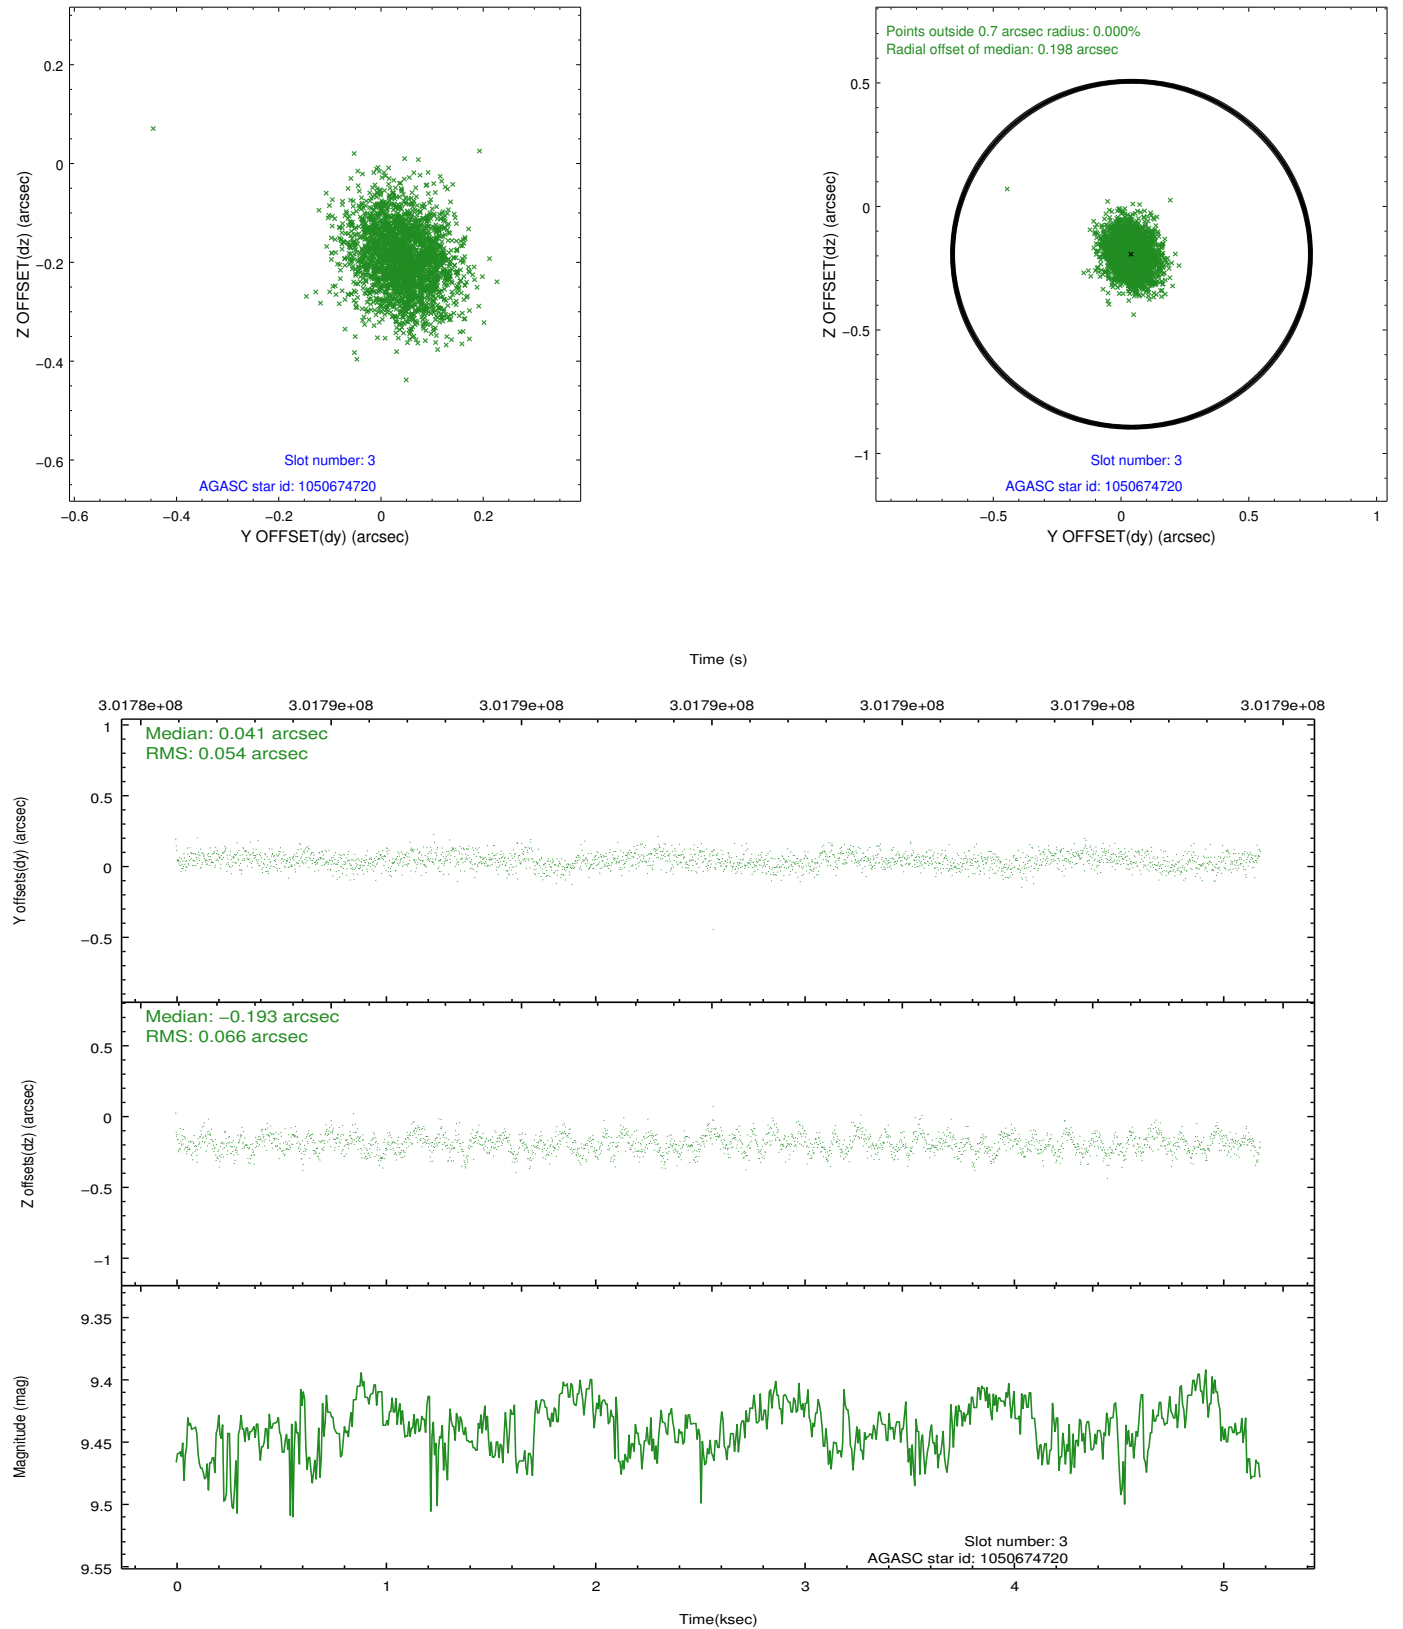 0.2
0
−0.2
−0.4
−0.6
−0.6
−0.4
−0.2
0
0.2
Z OFFSET(dz) (arcsec)
Y OFFSET(dy) (arcsec)
Slot number: 3
AGASC star id: 1050674720
Points outside 0.7 arcsec radius: 0.000%
Radial offset of median: 0.198 arcsec
0.5
0
−0.5
−1
−0.5
0
0.5
1
Z OFFSET(dz) (arcsec)
Y OFFSET(dy) (arcsec)
Slot number: 3
AGASC star id: 1050674720
Time (s)
3.0178e+08
3.0179e+08
3.0179e+08
3.0179e+08
3.0179e+08
3.0179e+08
3.0179e+08
Median: 0.041 arcsec
RMS: 0.054 arcsec
1
0.5
0
−0.5
Y offsets(dy) (arcsec)
Median: −0.193 arcsec
RMS: 0.066 arcsec
0.5
0
−0.5
−1
Z offsets(dz) (arcsec)
9.35
9.4
9.45
9.5
9.55
Magnitude (mag)
Slot number: 3
AGASC star id: 1050674720
0
1
2
3
4
5
Time(ksec)